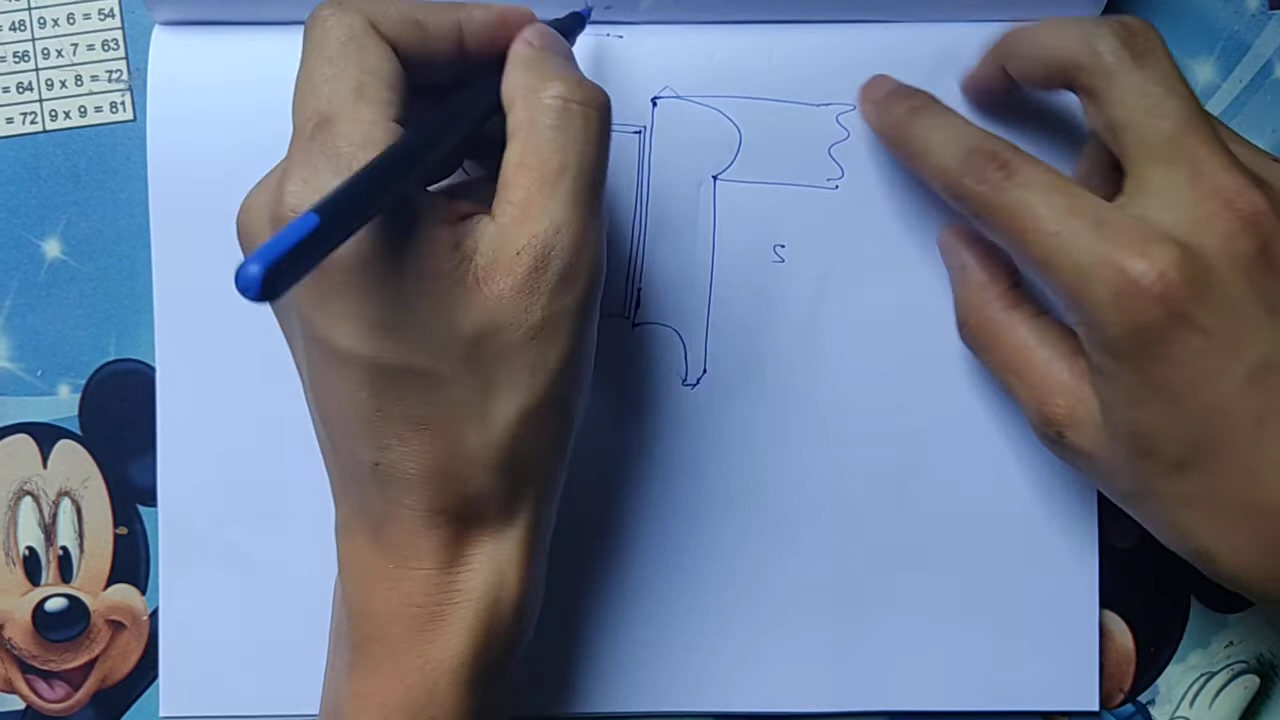 = 48 9 x 6 = 54
= 56 9 x 7 = 63
= 64 9 x 8 = 72
= 72 9 x 9 = 81
S